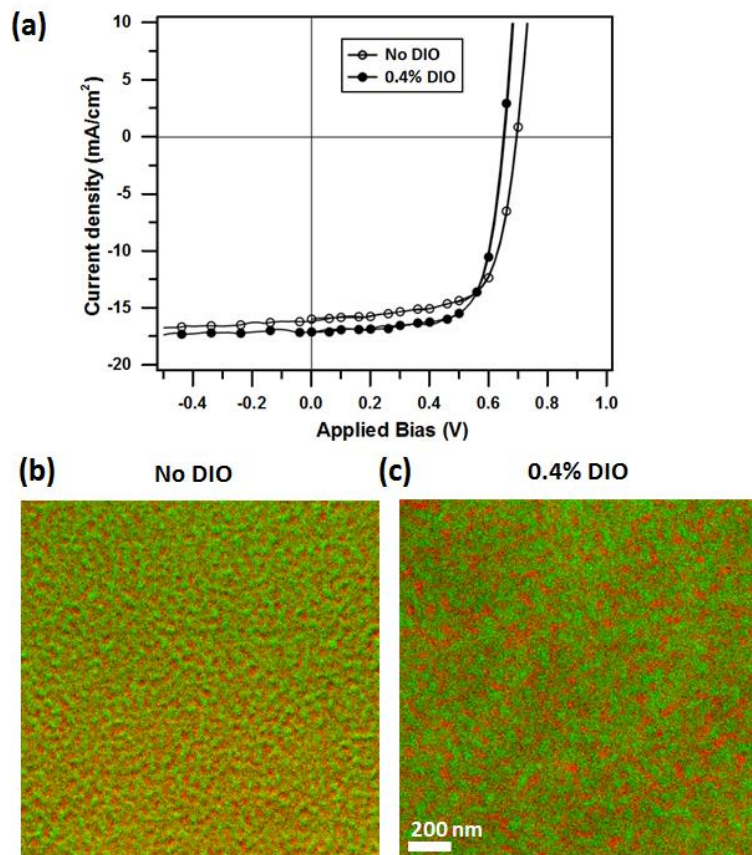 (a)
10
5
0
-5
-10
-15
-20
Current density (mA/cm²)
No DIO
0.4% DIO
-0.4 -0.2 0.0 0.2 0.4 0.6 0.8 1.0
Applied Bias (V)
(b) No DIO
(c) 0.4% DIO
200 nm